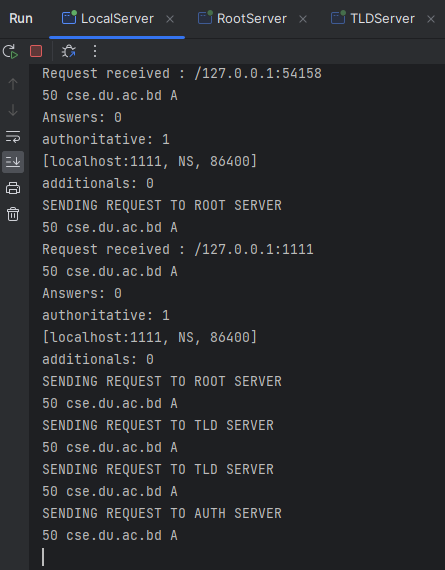 Run LocalServer RootServer TLDServer
Request received : /127.0.0.1:54158
50 cse.du.ac.bd A
Answers: 0
authoritative: 1
[localhost:1111, NS, 86400]
additionals: 0
SENDING REQUEST TO ROOT SERVER
50 cse.du.ac.bd A
Request received : /127.0.0.1:1111
50 cse.du.ac.bd A
Answers: 0
authoritative: 1
[localhost:1111, NS, 86400]
additionals: 0
SENDING REQUEST TO ROOT SERVER
50 cse.du.ac.bd A
SENDING REQUEST TO TLD SERVER
50 cse.du.ac.bd A
SENDING REQUEST TO TLD SERVER
50 cse.du.ac.bd A
SENDING REQUEST TO AUTH SERVER
50 cse.du.ac.bd A